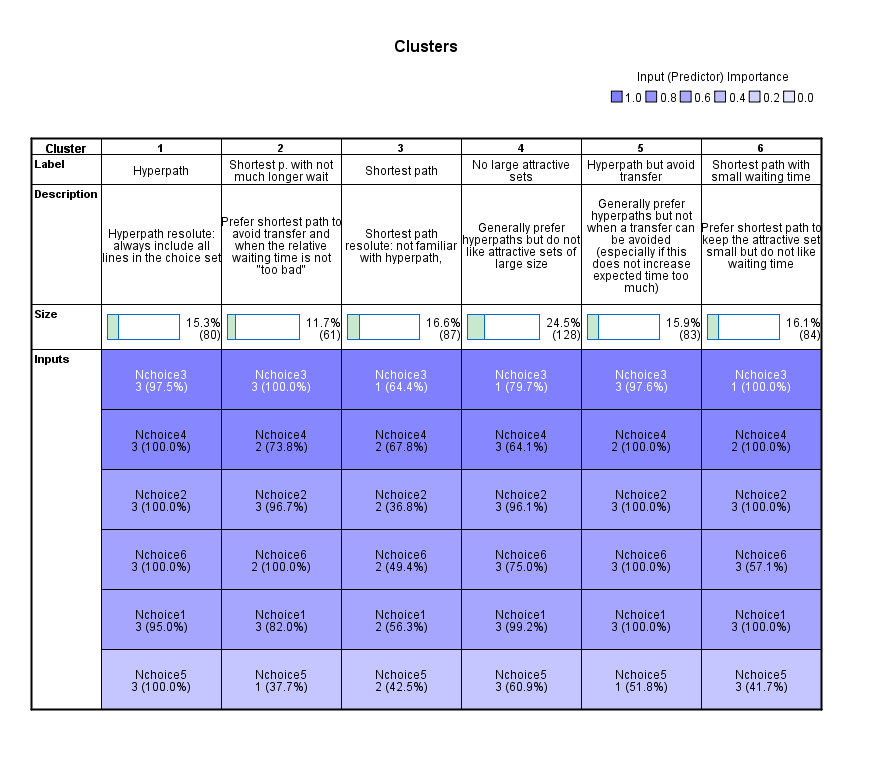 Clusters
Input (Predictor) Importance
1.0 0.8 0.6 0.4 0.2 0.0
Cluster 1 2 3 4 5 6
Label
Hyperpath
Shortest p. with not
much longer wait
Shortest path
No large attractive
sets
Hyperpath but avoid
transfer
Shortest path with
small waiting time
Description
Hyperpath resolute:
always include all
lines in the choice set
Prefer shortest path to
avoid transfer and
when the relative
waiting time is not
"too bad"
Shortest path
resolute: not familiar
with hyperpath,
Generally prefer
hyperpaths but do not
like attractive sets of
large size
Generally prefer
hyperpaths but not
when a transfer can
be avoided
(especially if this
does not increase
expected time too
much)
Prefer shortest path to
keep the attractive set
small but do not like
waiting time
Size
15.3%
(80)
11.7%
(61)
16.6%
(87)
24.5%
(128)
15.9%
(83)
16.1%
(84)
Inputs
Nchoice3 Nchoice3 Nchoice3 Nchoice3 Nchoice3 Nchoice3
3 (97.5%) 3 (100.0%) 1 (64.4%) 1 (79.7%) 3 (97.6%) 1 (100.0%)
Nchoice4 Nchoice4 Nchoice4 Nchoice4 Nchoice4 Nchoice4
3 (100.0%) 2 (73.8%) 2 (67.8%) 3 (64.1%) 2 (100.0%) 2 (100.0%)
Nchoice2 Nchoice2 Nchoice2 Nchoice2 Nchoice2 Nchoice2
3 (100.0%) 3 (96.7%) 2 (36.8%) 3 (96.1%) 3 (100.0%) 3 (100.0%)
Nchoice6 Nchoice6 Nchoice6 Nchoice6 Nchoice6 Nchoice6
3 (100.0%) 2 (100.0%) 2 (49.4%) 3 (75.0%) 3 (100.0%) 3 (57.1%)
Nchoice1 Nchoice1 Nchoice1 Nchoice1 Nchoice1 Nchoice1
3 (95.0%) 3 (82.0%) 2 (56.3%) 3 (99.2%) 3 (100.0%) 3 (100.0%)
Nchoice5 Nchoice5 Nchoice5 Nchoice5 Nchoice5 Nchoice5
3 (100.0%) 1 (37.7%) 2 (42.5%) 3 (60.9%) 1 (51.8%) 3 (41.7%)